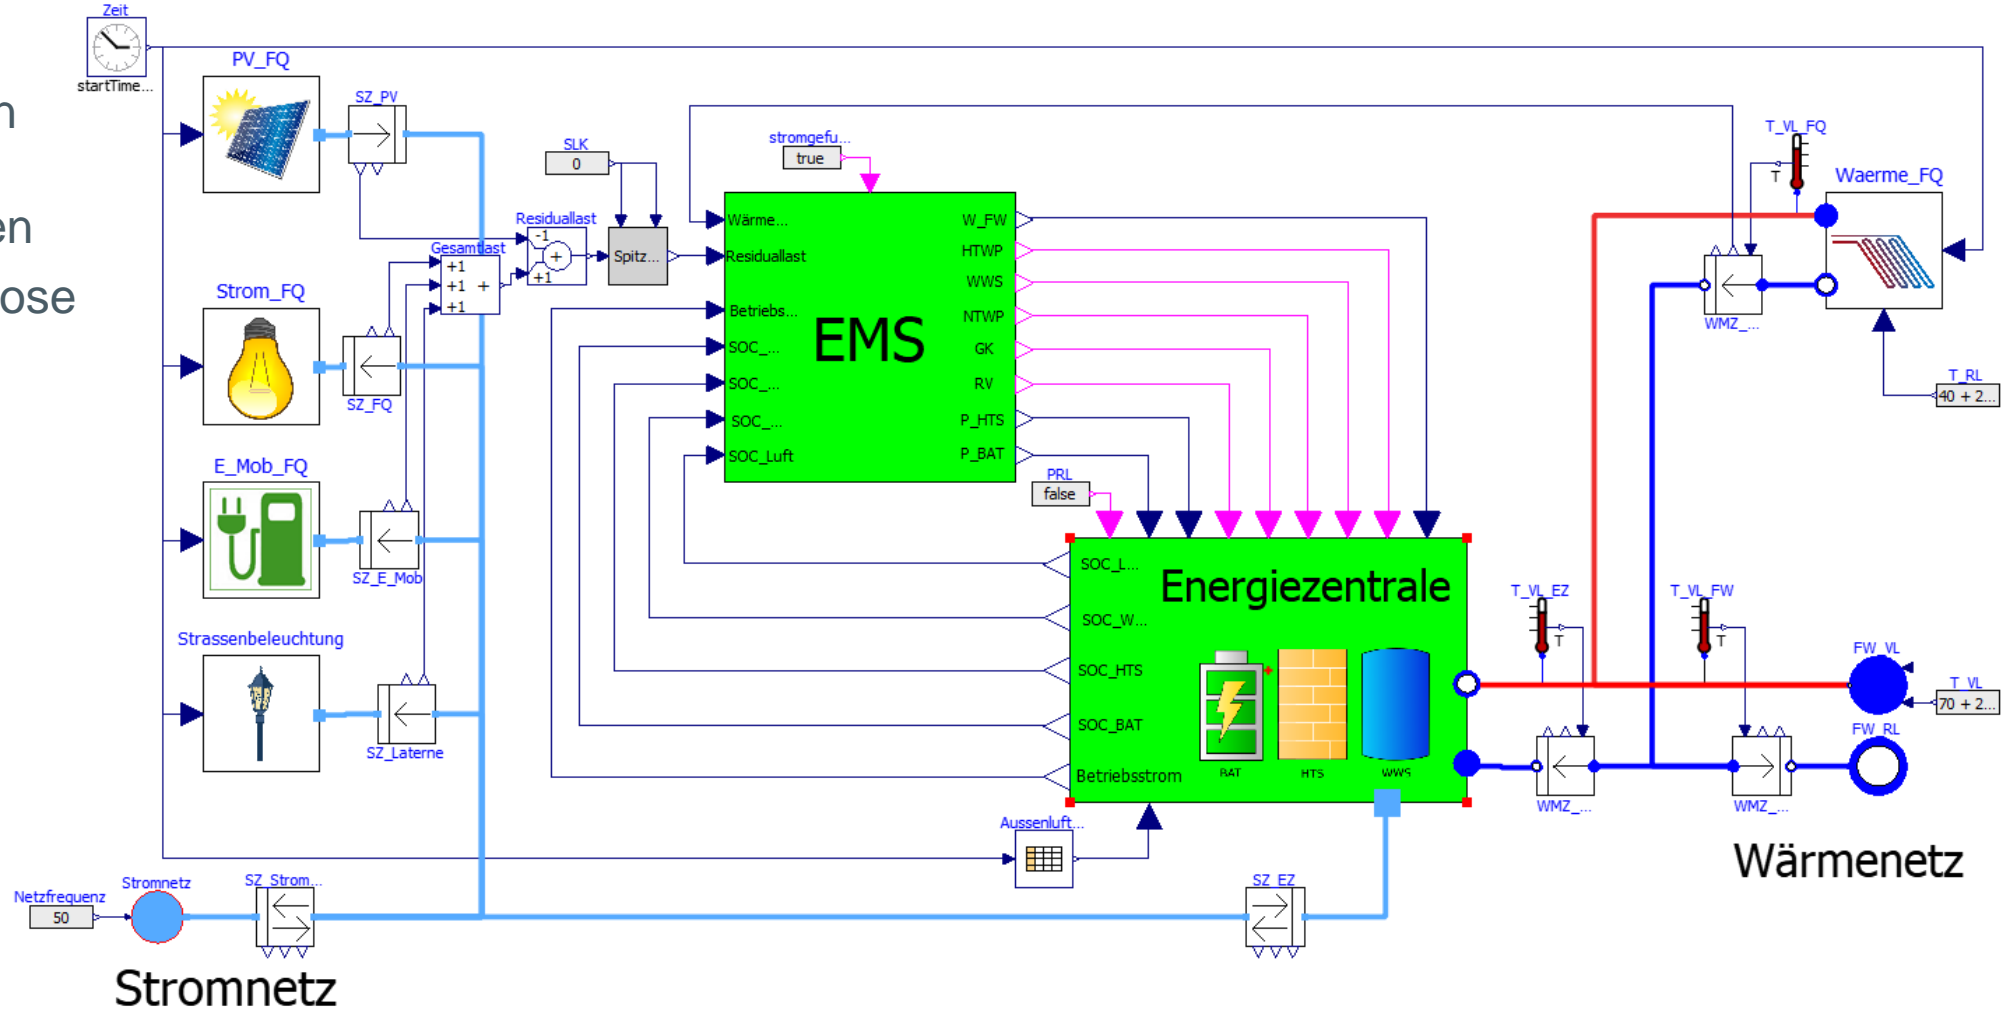 Zeit
startTime...
n
en
ose
PV_FQ
SZ_PV
Strom_FQ
SZ_FQ
E_Mob_FQ
SZ_E_Mob
Strassenbeleuchtung
SZ_Laterne
Gesamtlast
+1
+1 +
+1
Residuallast
-1
+
+1
SLK
0
Spitz...
stromgefu...
true
Wärme...
Residuallast
Betriebs...
SOC_...
SOC_...
SOC_...
SOC_Luft
EMS
W_FW
HTWP
WWS
NTWP
GK
RV
P_HTS
P_BAT
PRL
false
SOC_L...
SOC_W...
SOC_HTS
SOC_BAT
Betriebsstrom
Energiezentrale
BAT
HTS
WWS
T_VL_FQ
T
Waerme_FQ
WMZ_...
T_RL
40 + 2...
T_VL_EZ
T
T_VL_FW
T
FW_VL
T_VL
70 + 2...
FW_RL
WMZ_...
WMZ_...
Wärmenetz
Aussenluft...
Netzfrequenz
50
Stromnetz
SZ_Strom...
SZ_EZ
Stromnetz